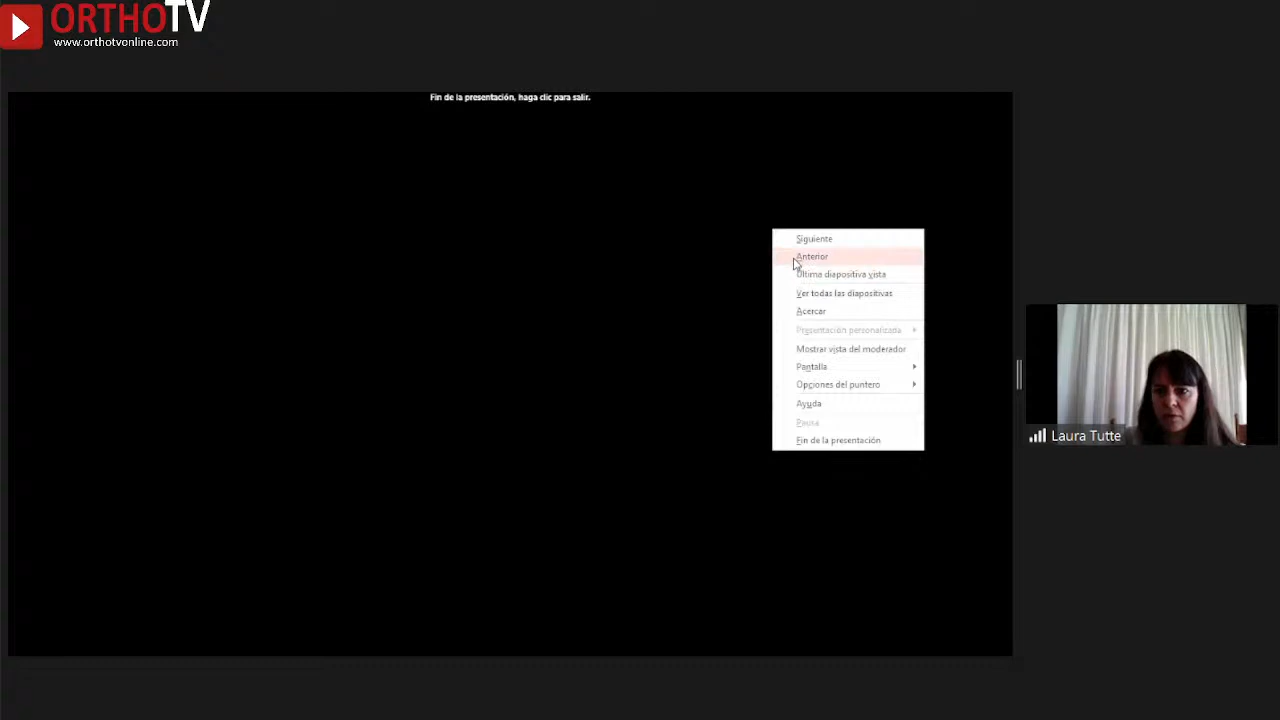 ORTHOTV
www.orthotvonline.com
Fin de la presentación, haga clic para salir.
Siguiente
Anterior
Última diapositiva vista
Ver todas las diapositivas
Acercar
Presentación personalizada
Mostrar vista del moderador
Pantalla
Opciones del puntero
Ayuda
Pausa
Fin de la presentación
Laura Tutte